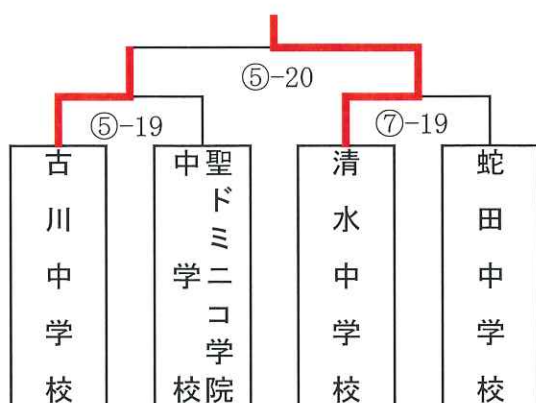 ⑤-20
⑤-19
⑦-19
古川中学校
聖ドミニコ学院
中学校
清水中学校
蛇田中学校